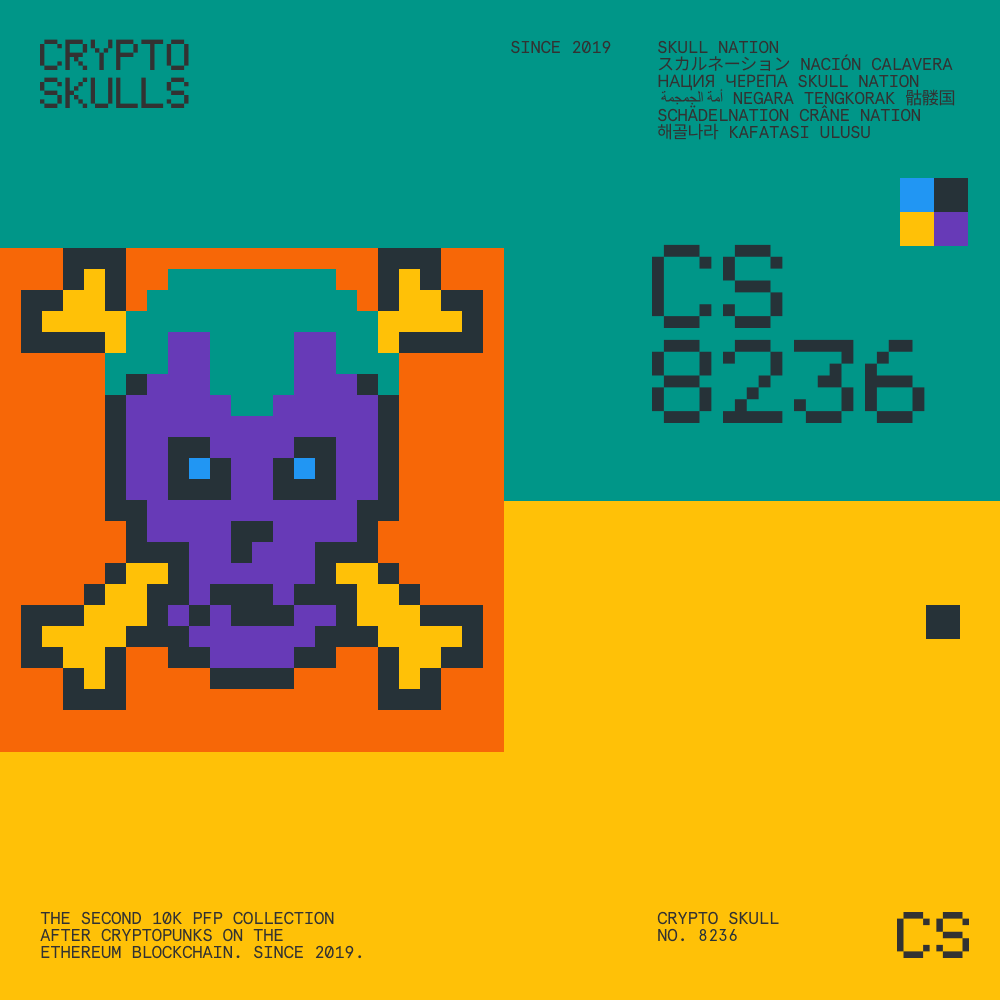 CRYPTO
SKULLS
SINCE 2019
SKULL NATION
スカルネーション NACIÓN CALAVERA
НАЦИЯ ЧЕРЕПА SKULL NATION
أمة الجمجمة NEGARA TENGKORAK 骷髅国
SCHÄDELNATION CRÂNE NATION
해골나라 KAFATASI ULUSU
CS
8236
THE SECOND 10K PFP COLLECTION
AFTER CRYPTOPUNKS ON THE
ETHEREUM BLOCKCHAIN. SINCE 2019.
CRYPTO SKULL
NO. 8236
CS